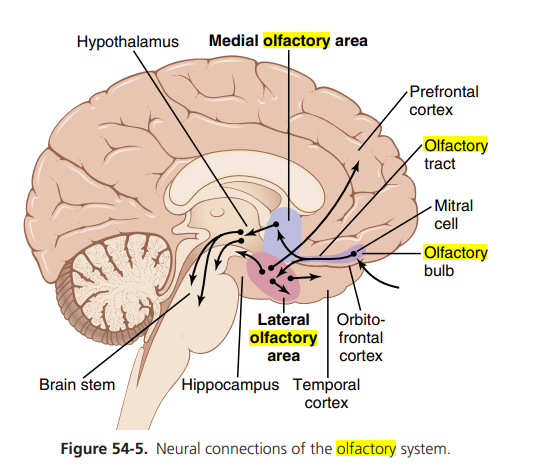 Hypothalamus
Medial olfactory area
Prefrontal
cortex
Olfactory
tract
Mitral
cell
Olfactory
bulb
Lateral
olfactory
area
Orbito-
frontal
cortex
Brain stem
Hippocampus
Temporal
cortex
Figure 54-5. Neural connections of the olfactory system.